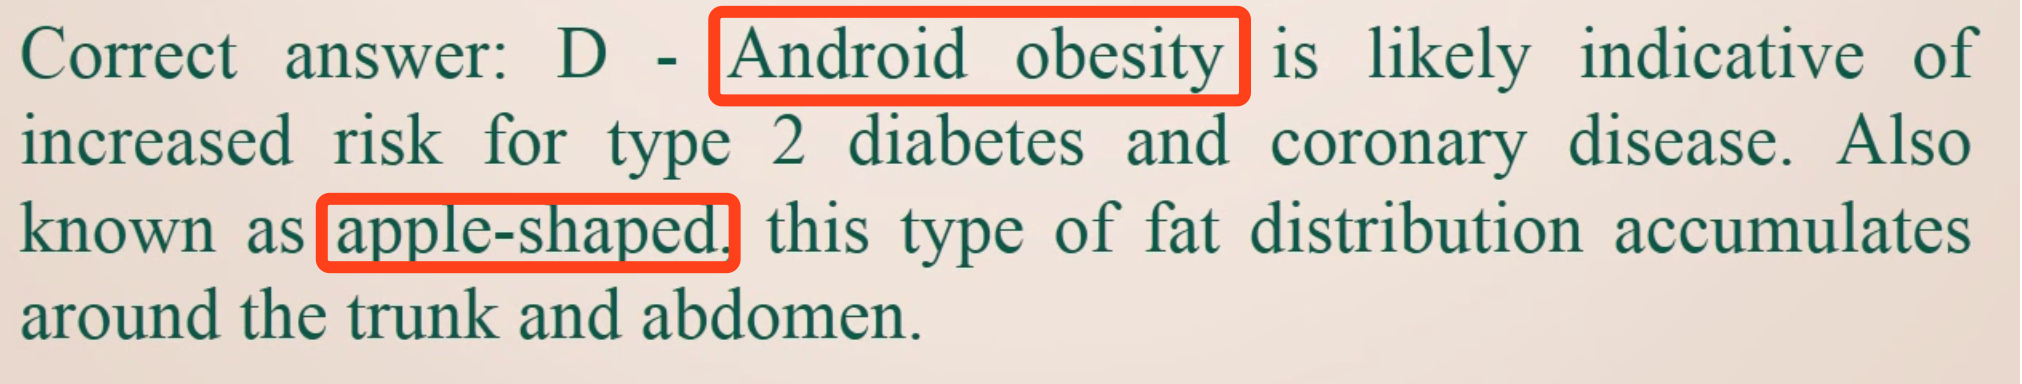 Correct answer: D - Android obesity is likely indicative of
increased risk for type 2 diabetes and coronary disease. Also
known as apple-shaped, this type of fat distribution accumulates
around the trunk and abdomen.